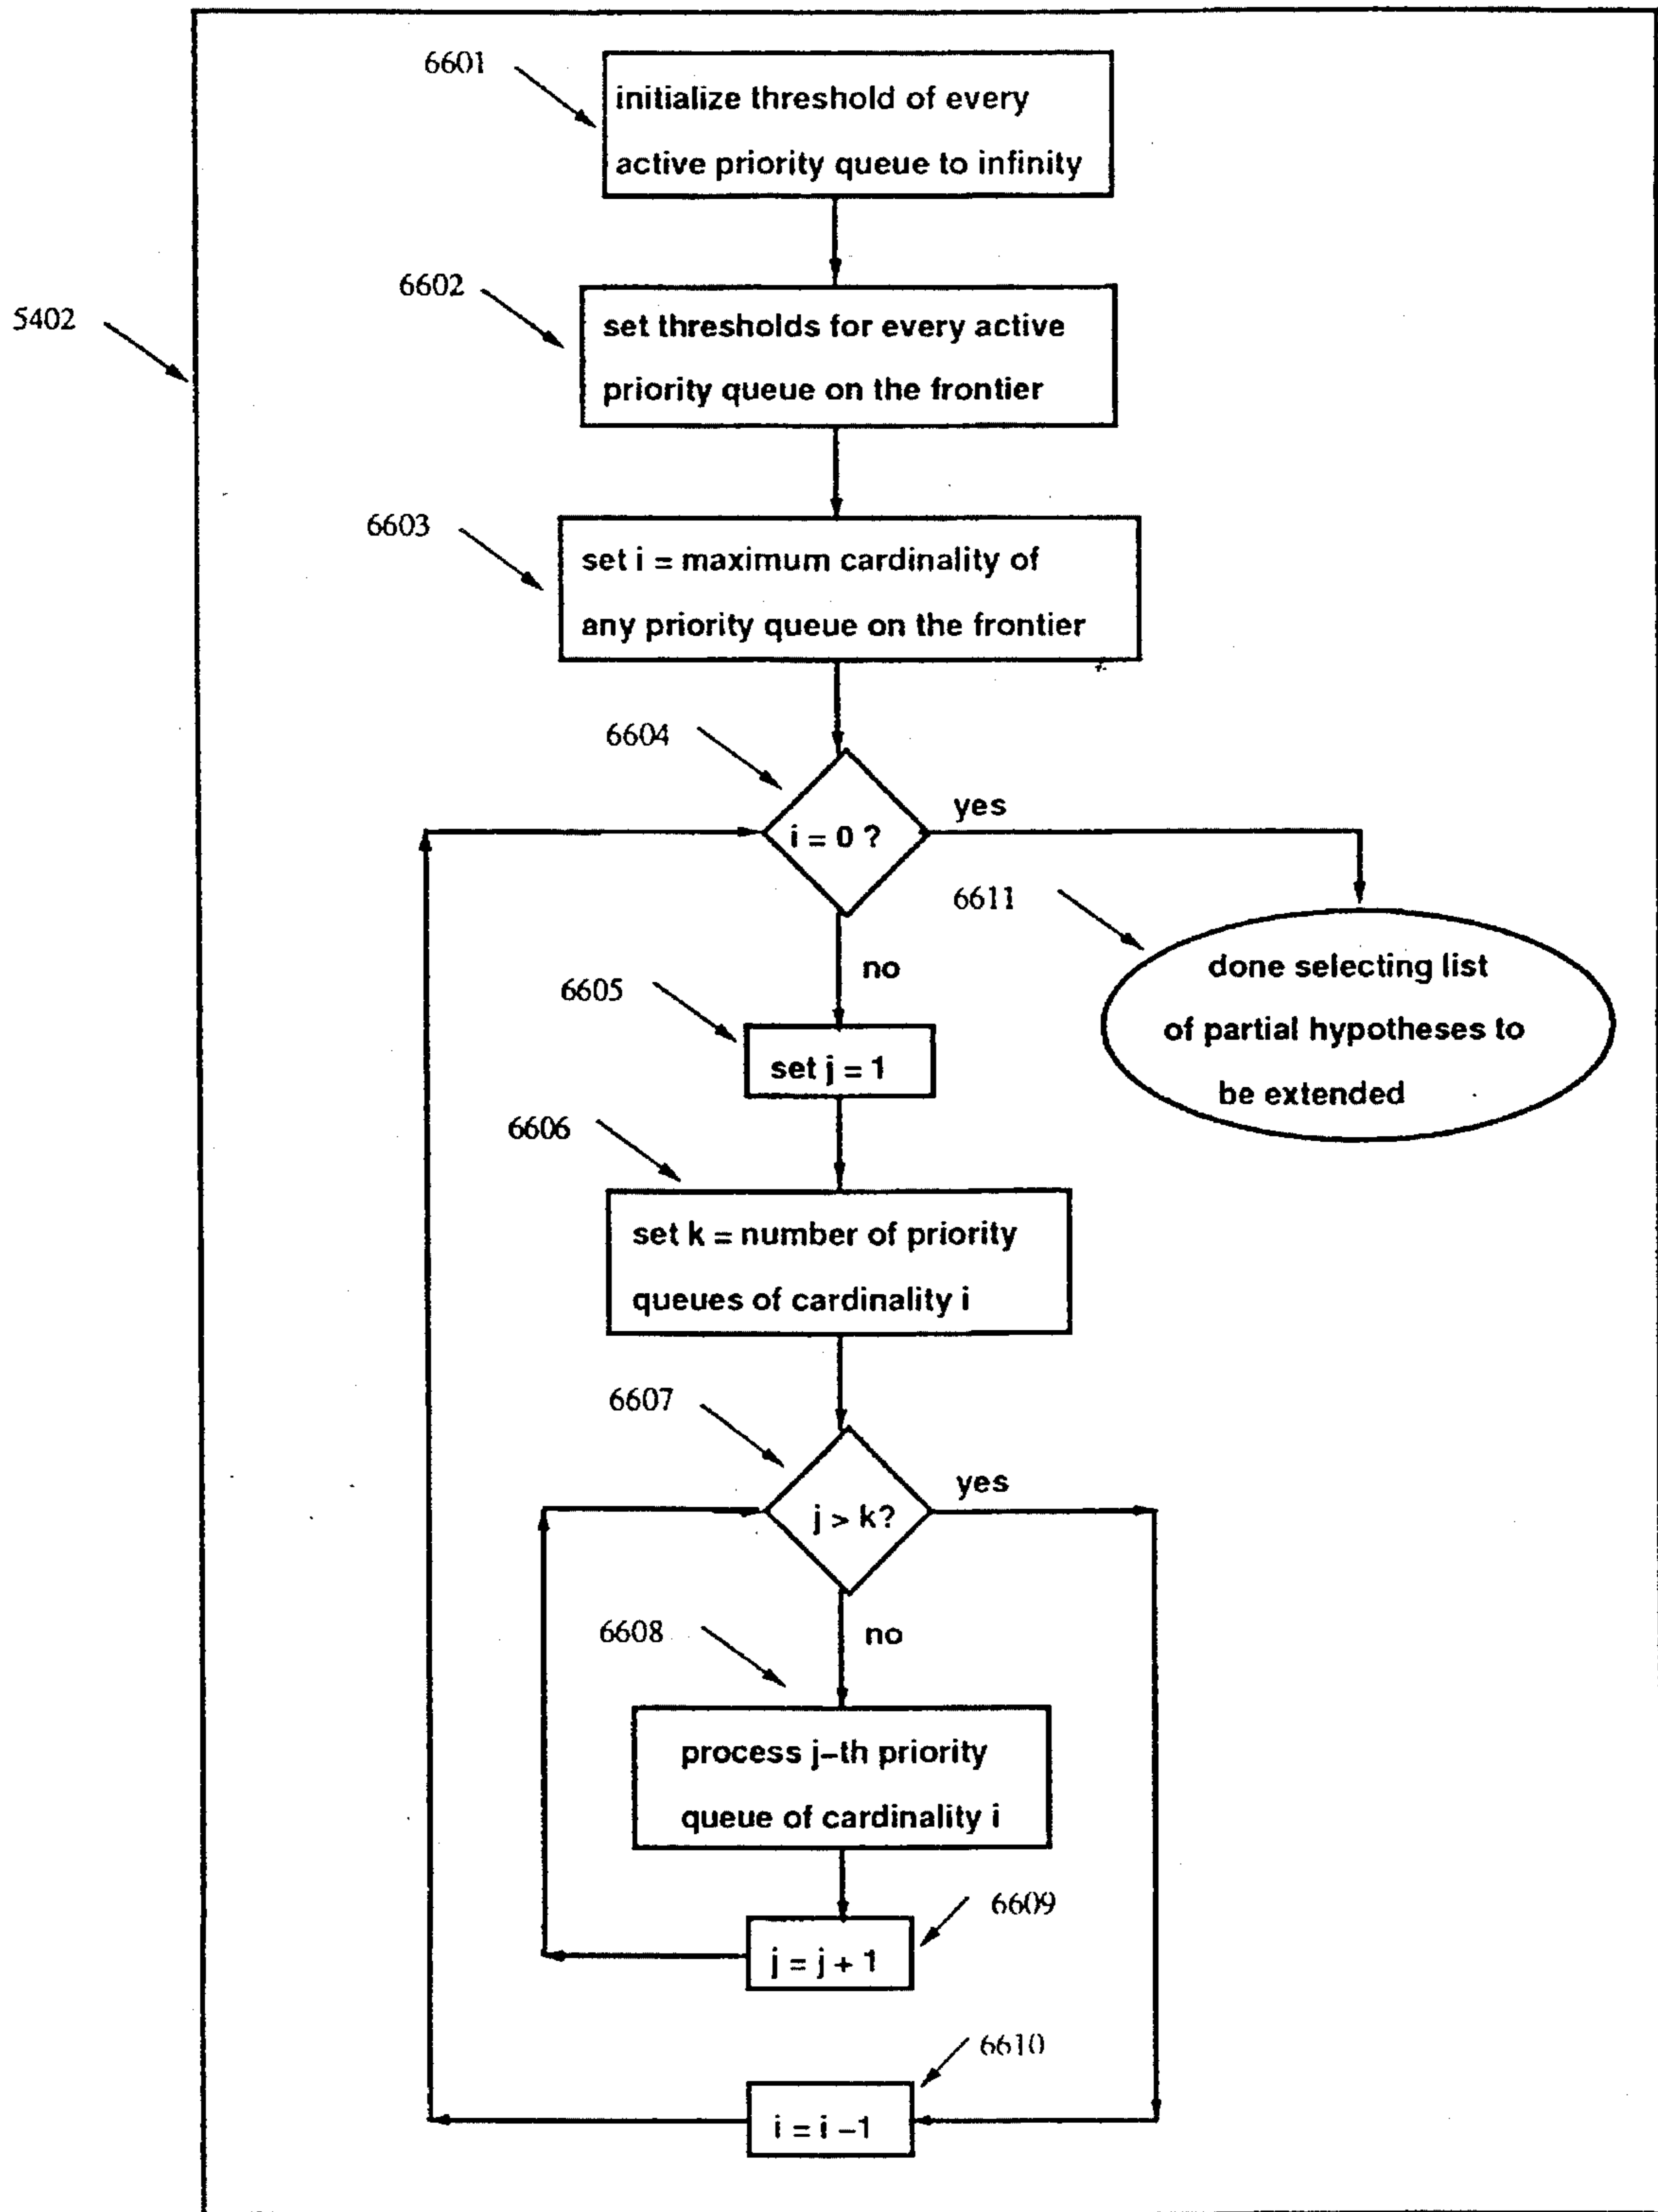 6601
initialize threshold of every
active priority queue to infinity
6602
5402
set thresholds for every active
priority queue on the frontier
6603
set i = maximum cardinality of
any priority queue on the frontier
6604
i = 0 ?
yes
6611
no
done selecting list
of partial hypotheses to
be extended
6605
set j = 1
6606
set k = number of priority
queues of cardinality i
6607
j > k?
yes
6608
no
process j-th priority
queue of cardinality i
6609
j = j + 1
6610
i = i -1